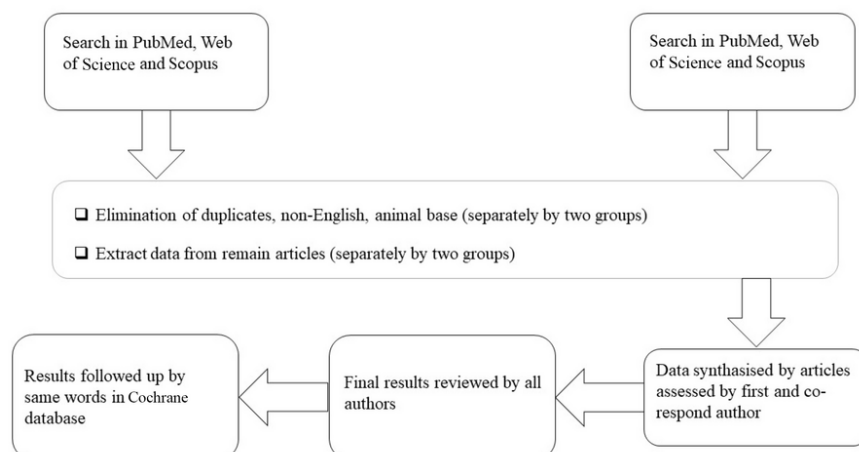 Search in PubMed, Web
of Science and Scopus
Search in PubMed, Web
of Science and Scopus
❑ Elimination of duplicates, non-English, animal base (separately by two groups)
❑ Extract data from remain articles (separately by two groups)
Data synthasised by articles
assessed by first and co-
respond author
Final results reviewed by all
authors
Results followed up by
same words in Cochrane
database